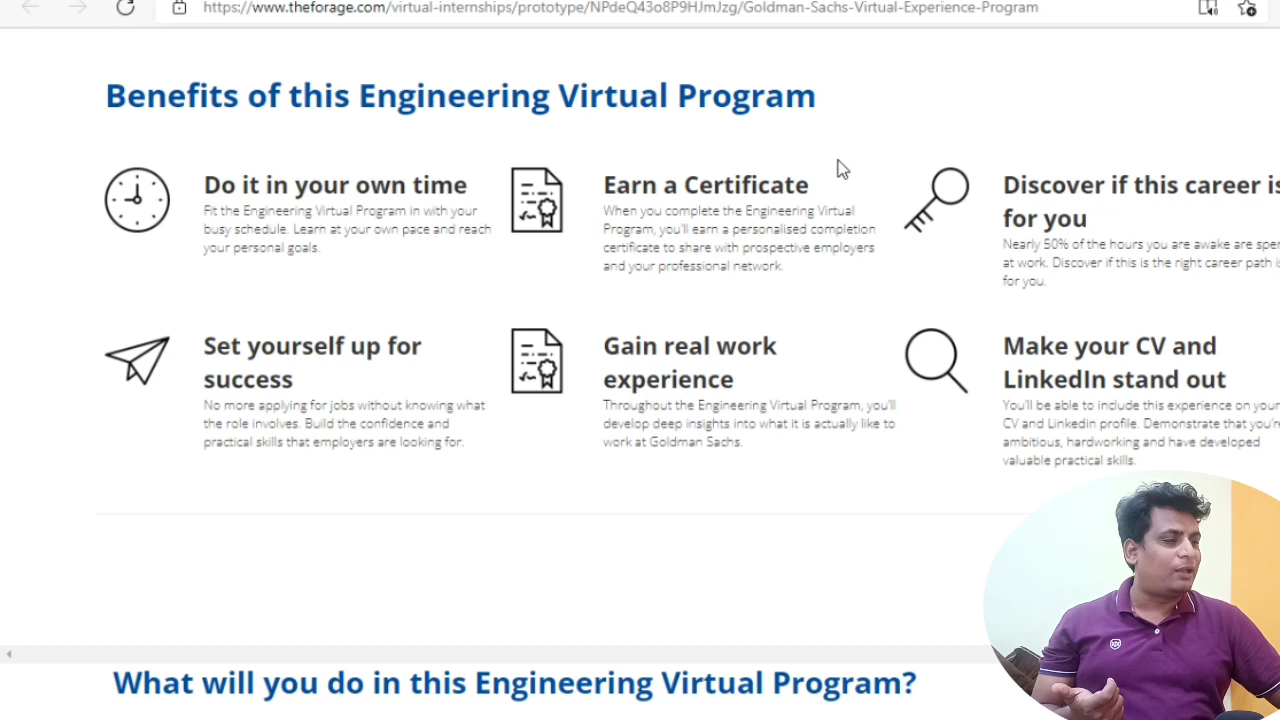 https://www.theforage.com/virtual-internships/prototype/NPdeQ43o8P9HJmJzg/Goldman-Sachs-Virtual-Experience-Program
Benefits of this Engineering Virtual Program
Do it in your own time
Fit the Engineering Virtual Program in with your
busy schedule. Learn at your own pace and reach
your personal goals.
Earn a Certificate
When you complete the Engineering Virtual
Program, you'll earn a personalised completion
certificate to share with prospective employers
and your professional network.
Discover if this career is
for you
Nearly 50% of the hours you are awake are
at work. Discover if this is the right career path is
for you.
Set yourself up for
success
No more applying for jobs without knowing what
the role involves. Build the confidence and
practical skills that employers are looking for.
Gain real work
experience
Throughout the Engineering Virtual Program, you'll
develop deep insights into what it is actually like to
work at Goldman Sachs.
Make your CV and
LinkedIn stand out
You'll be able to include this experience on your
CV and Linkedin profile. Demonstrate that you're
ambitious, hardworking and have developed
valuable practical skills.
What will you do in this Engineering Virtual Program?